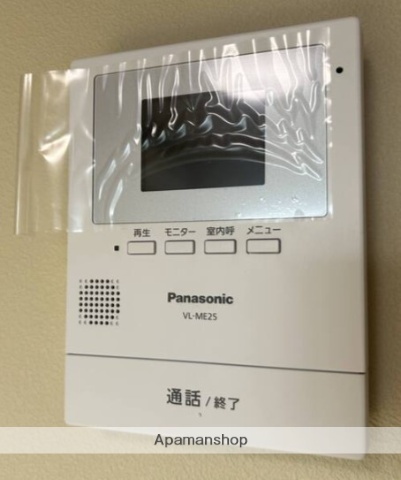 再生 モニター 室内呼 メニュー
Panasonic
VL-ME25
通話 / 終了
Apamanshop